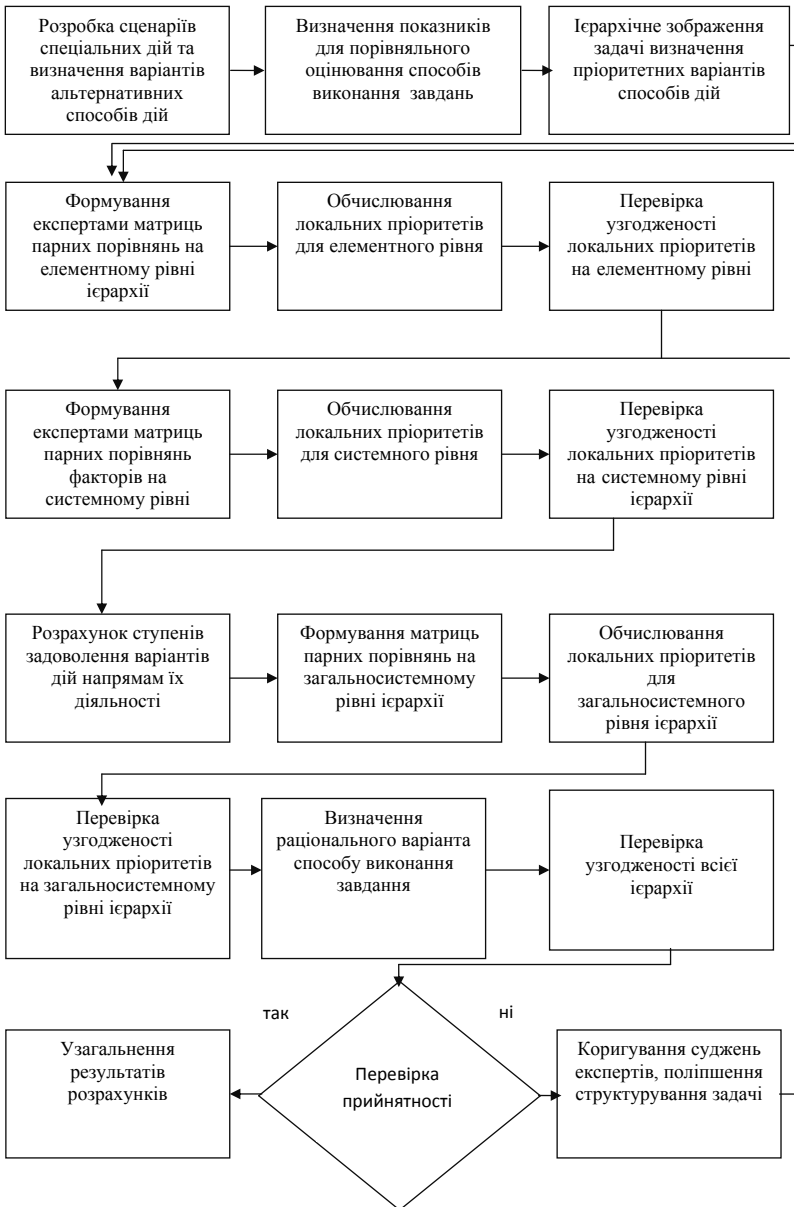 Розробка сценаріїв
спеціальних дій та
визначення варіантів
альтернативних
способів дій
Визначення показників
для порівняльного
оцінювання способів
виконання завдань
Ієрархічне зображення
задачі визначення
пріоритетних варіантів
способів дій
Формування
експертами матриць
парних порівнянь на
елементному рівні
ієрархії
Обчислювання
локальних пріоритетів
для елементного рівня
Перевірка
узгодженості
локальних пріоритетів
на елементному рівні
Формування
експертами матриць
парних порівнянь
факторів на
системному рівні
Обчислювання
локальних пріоритетів
для системного рівня
Перевірка
узгодженості
локальних пріоритетів
на системному рівні
ієрархії
Розрахунок ступенів
задоволення варіантів
дій напрямам їх
діяльності
Формування матриць
парних порівнянь на
загальносистемному
рівні ієрархії
Обчислювання
локальних пріоритетів
для
загальносистемного
рівня ієрархії
Перевірка
узгодженості
локальних пріоритетів
на загальносистемному
рівні ієрархії
Визначення
раціонального варіанта
способу виконання
завдання
Перевірка
узгодженості всієї
ієрархії
так
ні
Узагальнення
результатів
розрахунків
Перевірка
прийнятності
Коригування суджень
експертів, поліпшення
структурування задачі